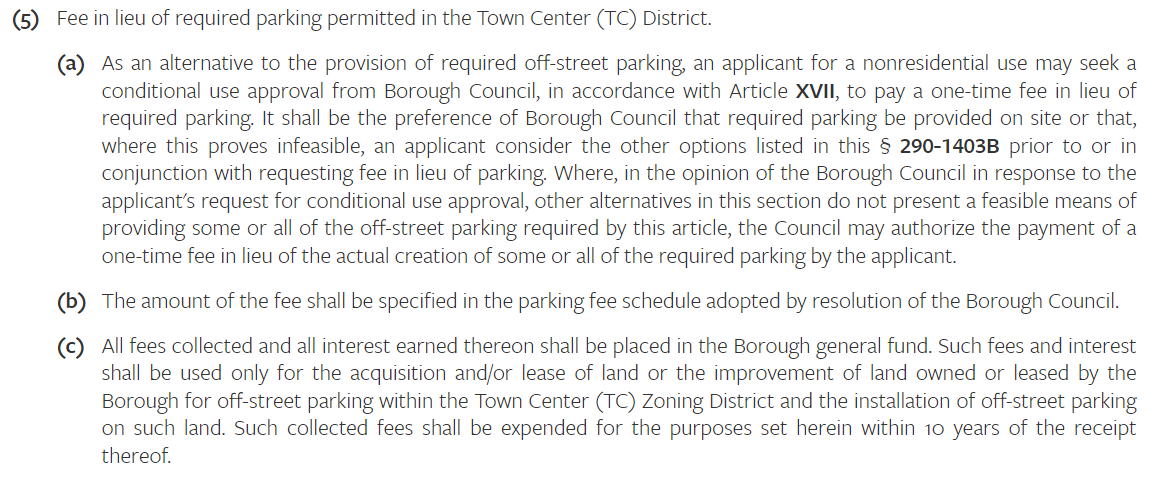 (5) Fee in lieu of required parking permitted in the Town Center (TC) District.
(a) As an alternative to the provision of required off-street parking, an applicant for a nonresidential use may seek a
conditional use approval from Borough Council, in accordance with Article XVII, to pay a one-time fee in lieu of
required parking. It shall be the preference of Borough Council that required parking be provided on site or that,
where this proves infeasible, an applicant consider the other options listed in this § 290-1403B prior to or in
conjunction with requesting fee in lieu of parking. Where, in the opinion of the Borough Council in response to the
applicant's request for conditional use approval, other alternatives in this section do not present a feasible means of
providing some or all of the off-street parking required by this article, the Council may authorize the payment of a
one-time fee in lieu of the actual creation of some or all of the required parking by the applicant.
(b) The amount of the fee shall be specified in the parking fee schedule adopted by resolution of the Borough Council.
(c) All fees collected and all interest earned thereon shall be placed in the Borough general fund. Such fees and interest
shall be used only for the acquisition and/or lease of land or the improvement of land owned or leased by the
Borough for off-street parking within the Town Center (TC) Zoning District and the installation of off-street parking
on such land. Such collected fees shall be expended for the purposes set herein within 10 years of the receipt
thereof.